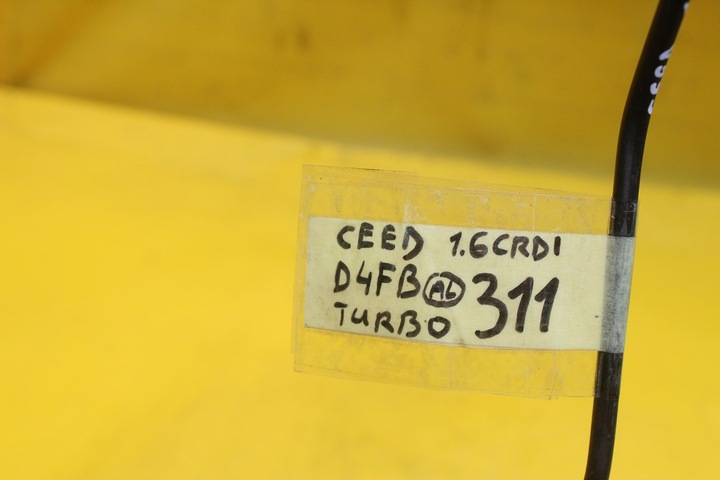 CEED 1.6CRDI
D4FB AL 311
TURBO